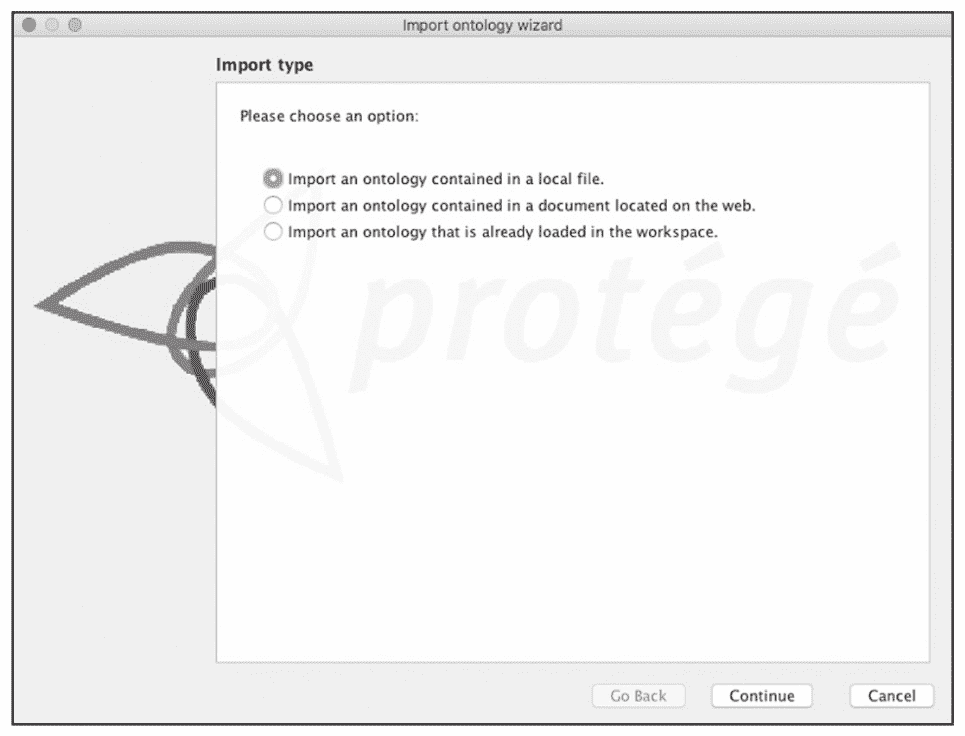 Import ontology wizard
Import type
Please choose an option:
Import an ontology contained in a local file.
Import an ontology contained in a document located on the web.
Import an ontology that is already loaded in the workspace.
protégé
Go Back
Continue
Cancel